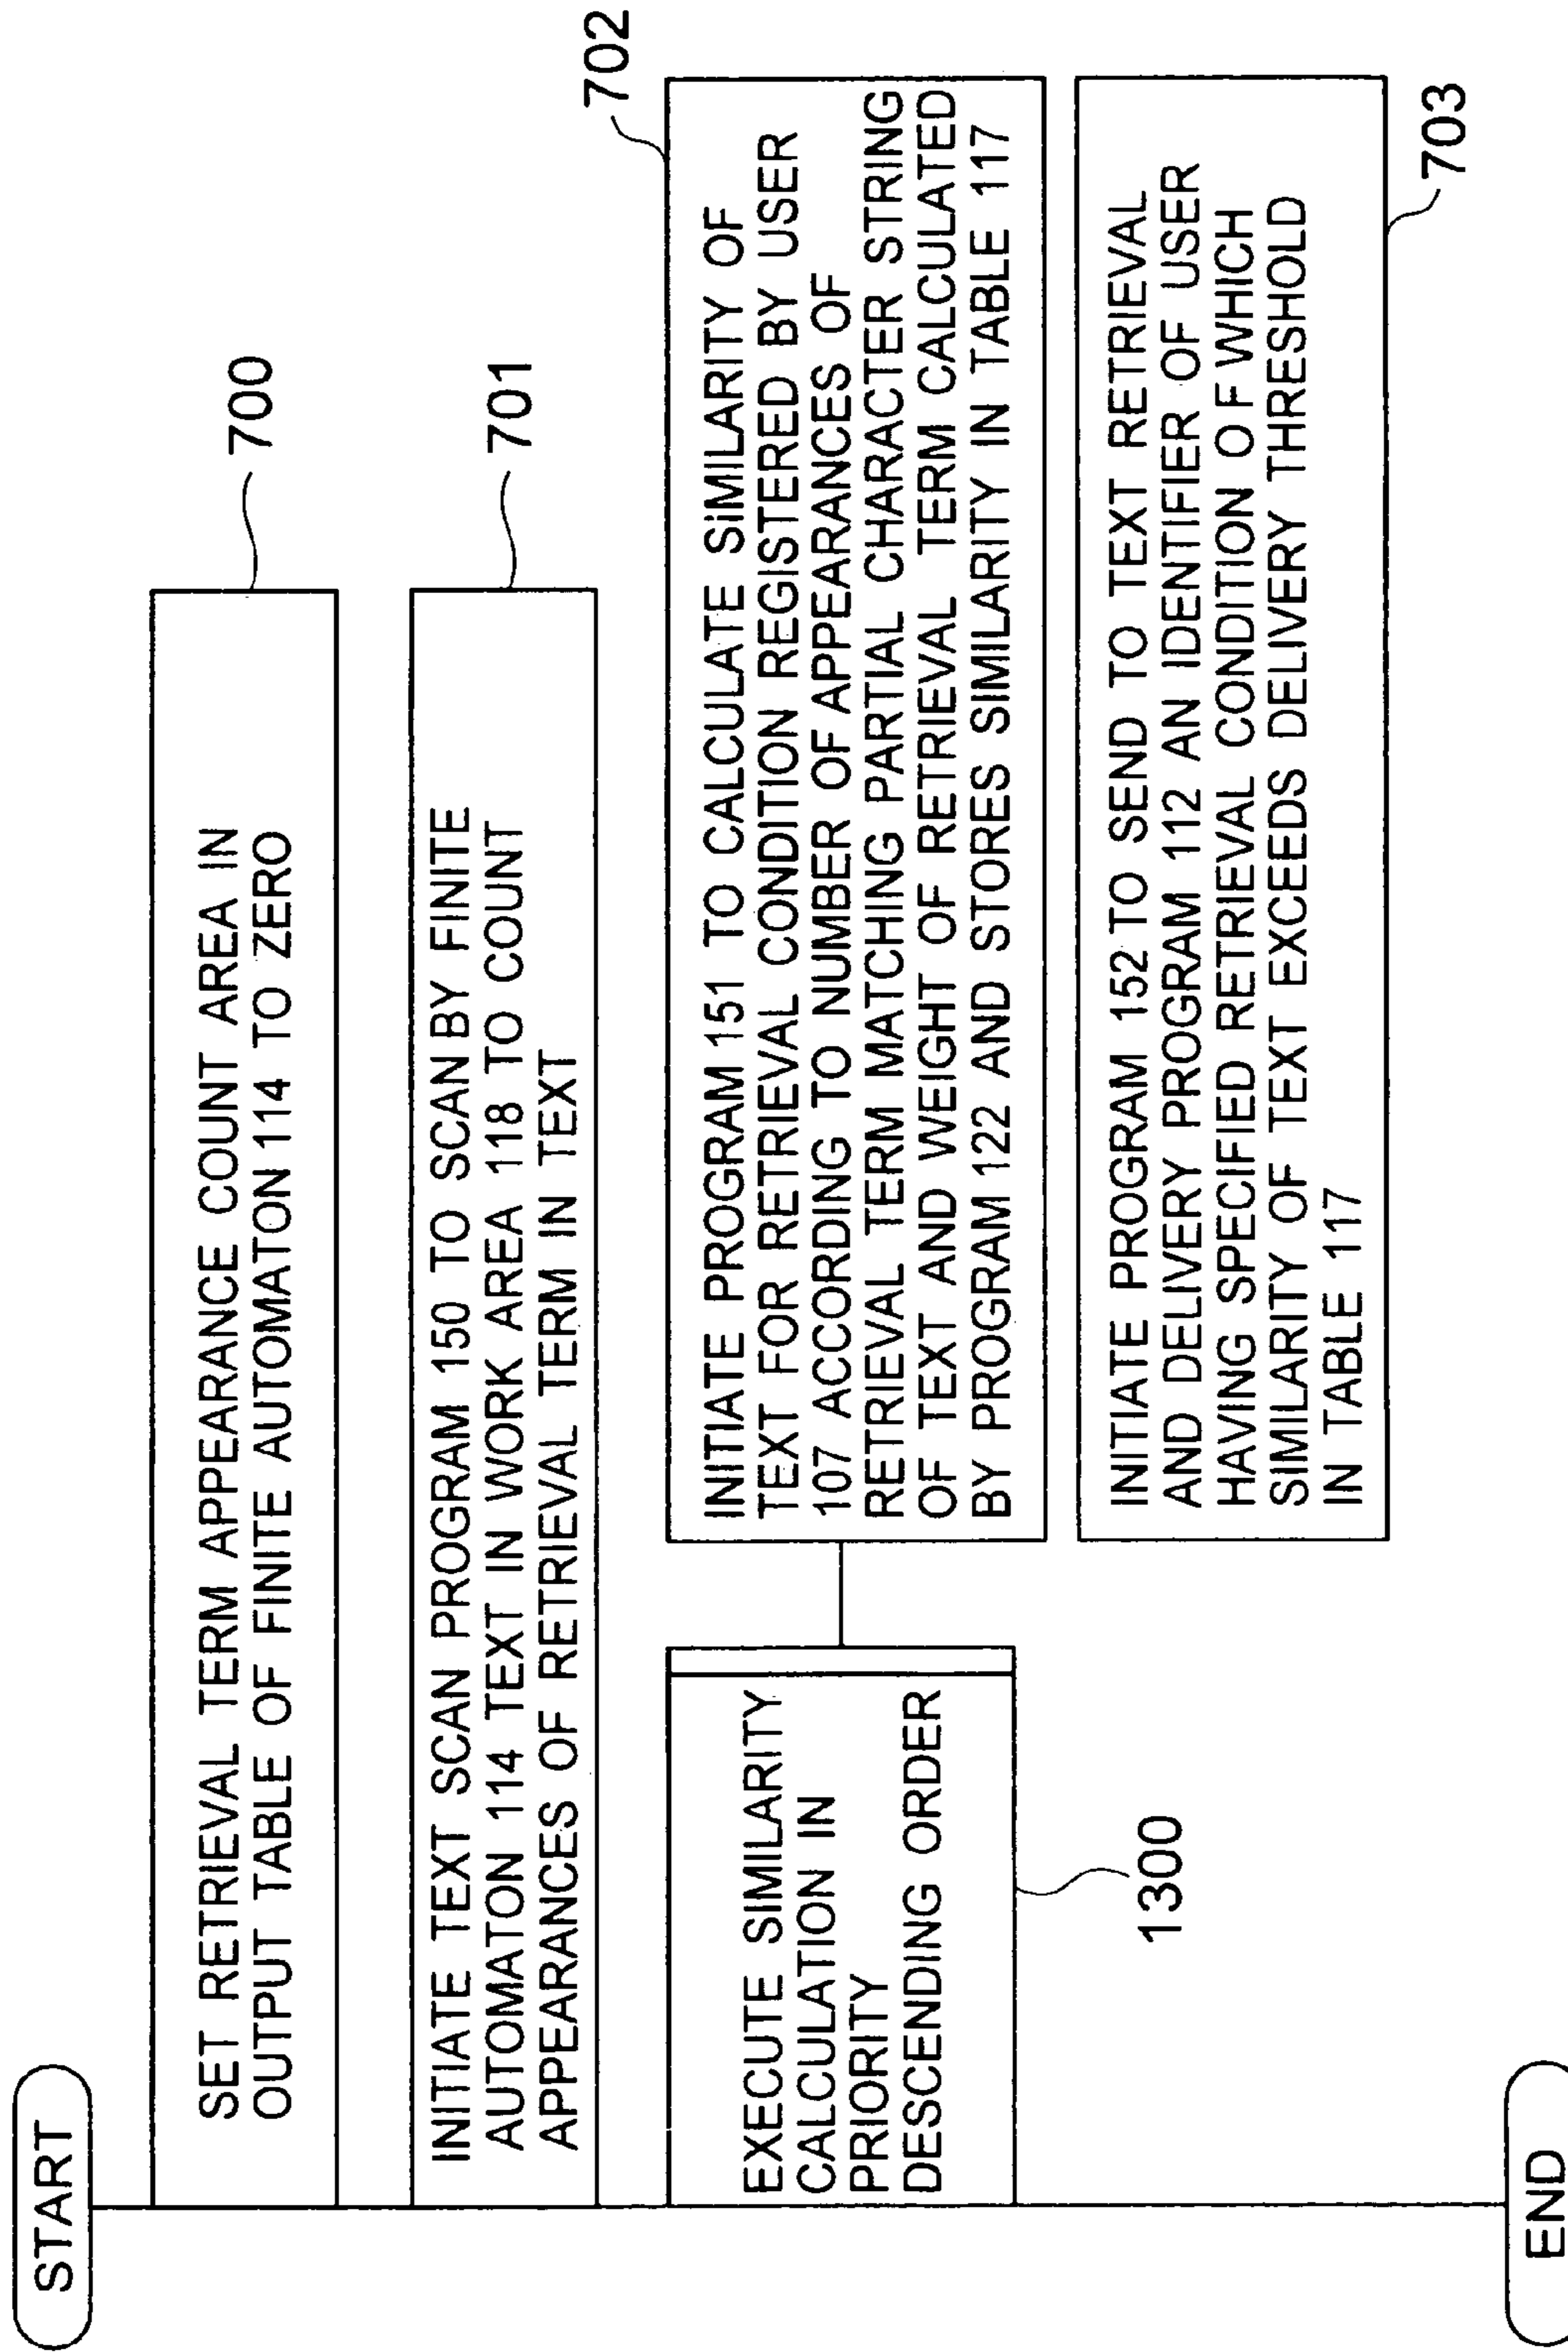 START
SET RETRIEVAL TERM APPEARANCE COUNT AREA IN
OUTPUT TABLE OF FINITE AUTOMATON 114 TO ZERO
700
INITIATE TEXT SCAN PROGRAM 150 TO SCAN BY FINITE
AUTOMATON 114 TEXT IN WORK AREA 118 TO COUNT
APPEARANCES OF RETRIEVAL TERM IN TEXT
701
EXECUTE SIMILARITY
CALCULATION IN
PRIORITY
DESCENDING ORDER
1300
INITIATE PROGRAM 151 TO CALCULATE SiMILARITY OF
TEXT FOR RETRIEVAL CONDITION REGISTERED BY USER
107 ACCORDING TO NUMBER OF APPEARANCES OF
RETRIEVAL TERM MATCHING PARTIAL CHARACTER STRING
OF TEXT AND WEIGHT OF RETRIEVAL TERM CALCULATED
BY PROGRAM 122 AND STORES SIMILARITY IN TABLE 117
702
INITIATE PROGRAM 152 TO SEND TO TEXT RETRIEVAL
AND DELIVERY PROGRAM 112 AN IDENTIFIER OF USER
HAVING SPECIFIED RETRIEVAL CONDITION O F WHICH
SIMILARITY OF TEXT EXCEEDS DELIVERY THRESHOLD
IN TABLE 117
703
END